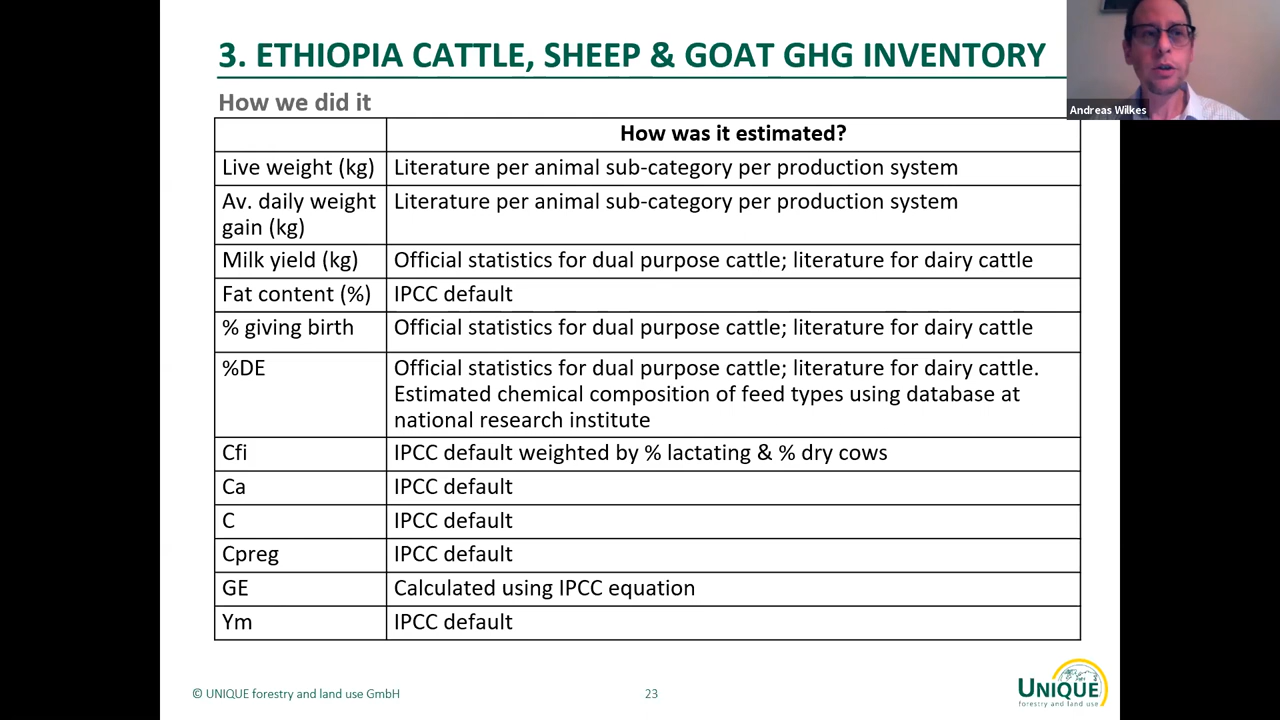 3. ETHIOPIA CATTLE, SHEEP & GOAT GHG INVENTORY
Andreas Wilkes
How we did it
How was it estimated?
Live weight (kg) Literature per animal sub-category per production system
Av. daily weight Literature per animal sub-category per production system
gain (kg)
Milk yield (kg) Official statistics for dual purpose cattle; literature for dairy cattle
Fat content (%) IPCC default
% giving birth Official statistics for dual purpose cattle; literature for dairy cattle
%DE Official statistics for dual purpose cattle; literature for dairy cattle.
Estimated chemical composition of feed types using database at
national research institute
Cfi IPCC default weighted by % lactating & % dry cows
Ca IPCC default
C IPCC default
Cpreg IPCC default
GE Calculated using IPCC equation
Ym IPCC default
© UNIQUE forestry and land use GmbH 23
UNIQUE
forestry and land use